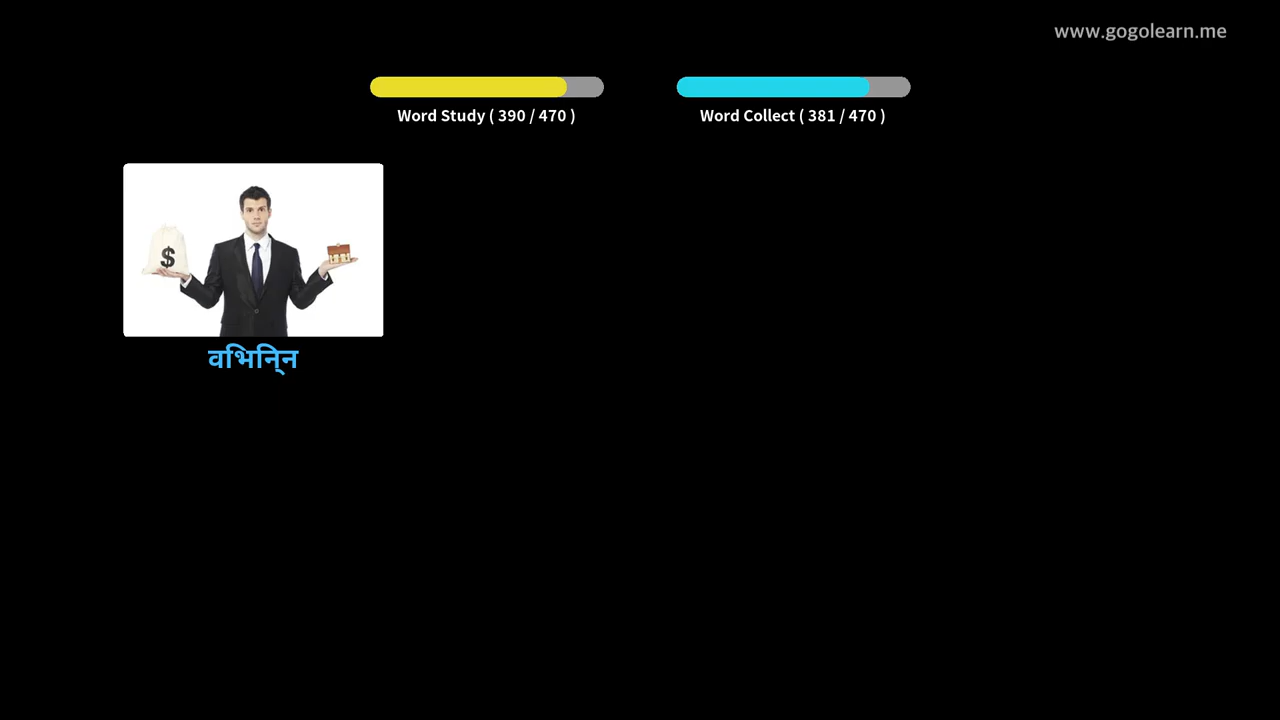 www.gogolearn.me
Word Study ( 390 / 470 )
Word Collect ( 381 / 470 )
$
वभिनि्न